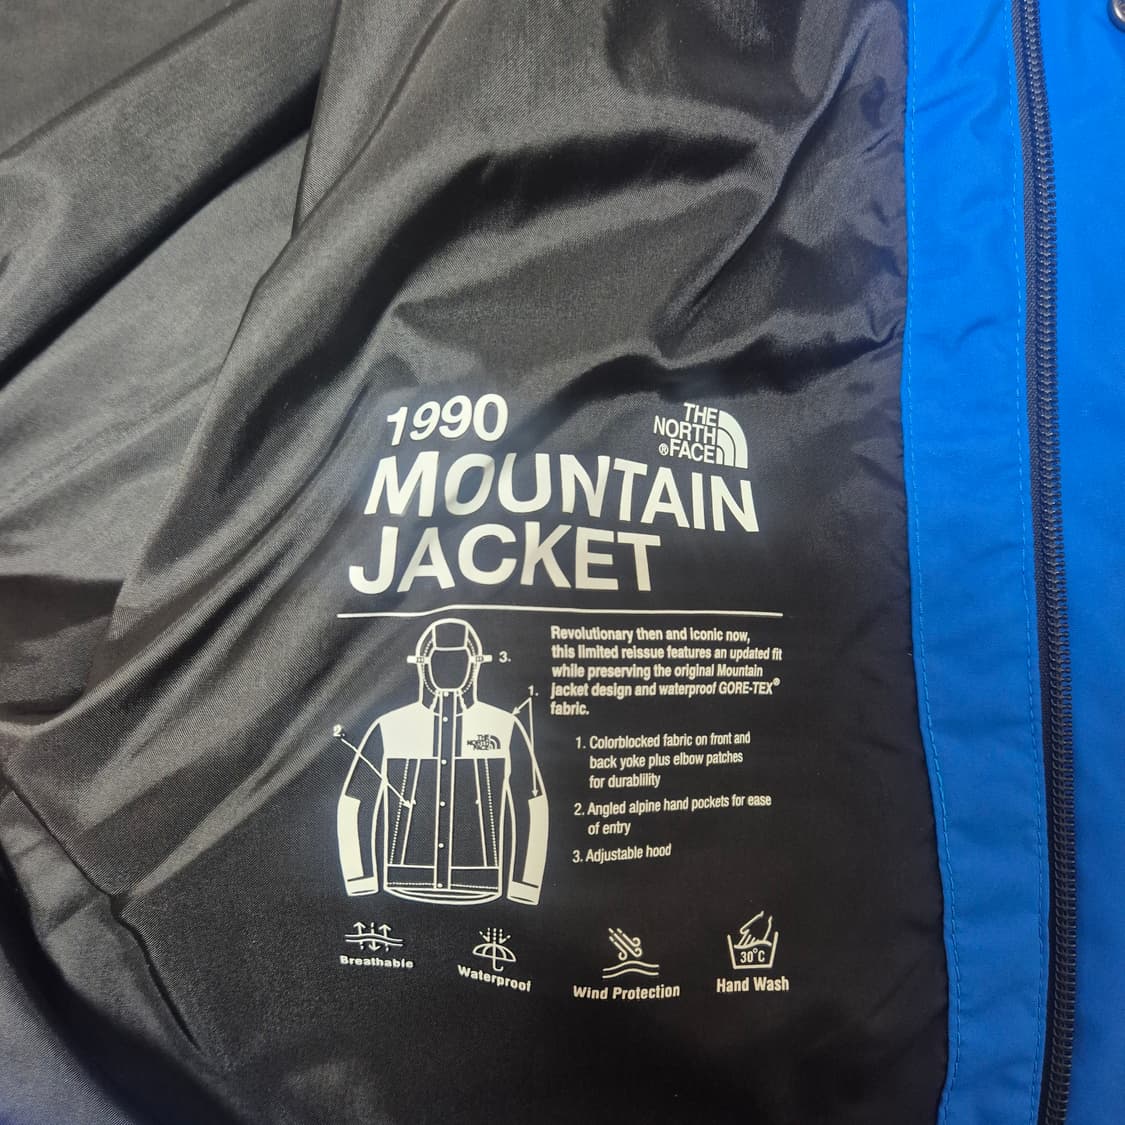 1990
THE
NORTH
®FACE
MOUNTAIN
JACKET
Revolutionary then and iconic now,
this limited reissue features an updated fit
while preserving the original Mountain
jacket design and waterproof GORE-TEX®
fabric.
3.
1.
2.
THE
NORTH
FACE
1. Colorblocked fabric on front and
back yoke plus elbow patches
for durablility
2. Angled alpine hand pockets for ease
of entry
3. Adjustable hood
Breathable
Waterproof
Wind Protection
30°C
Hand Wash